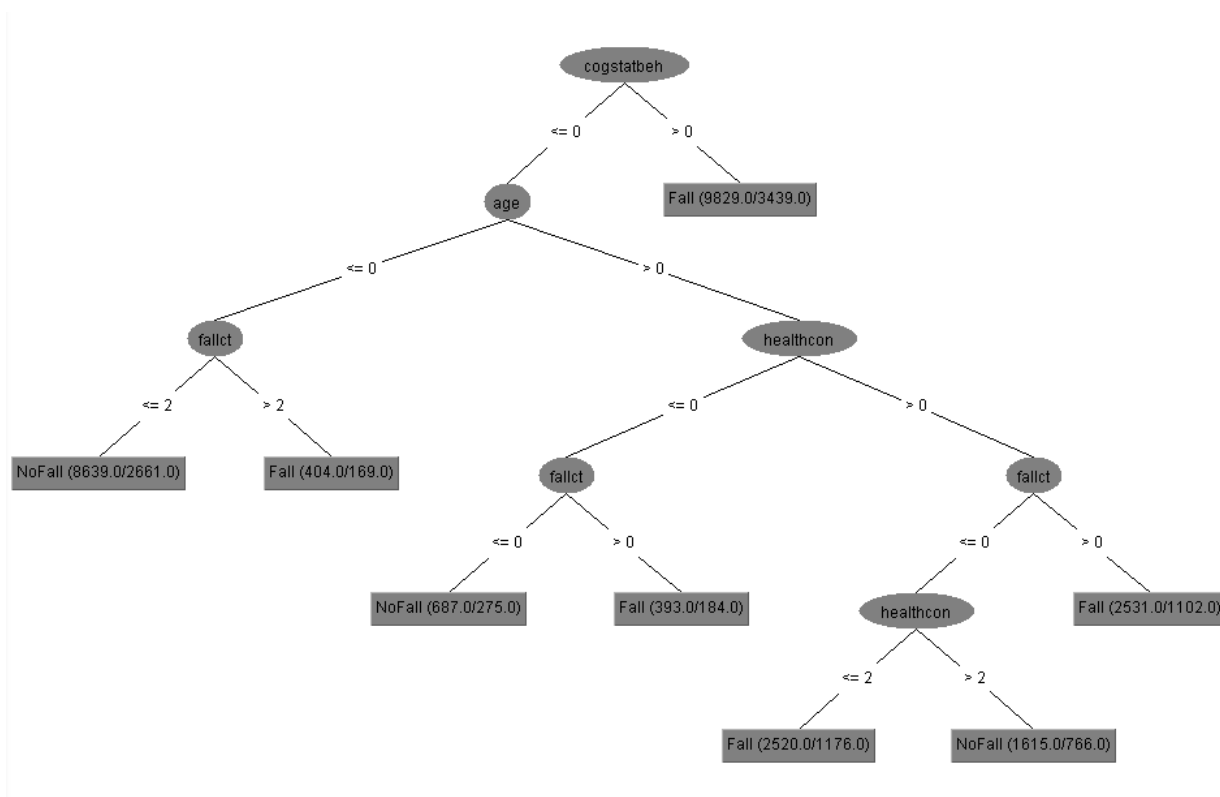 cogstatbeh
<= 0
> 0
age
Fall (9829.0/3439.0)
<= 0
> 0
fallct
healthcon
<= 2
> 2
<= 0
> 0
NoFall (8639.0/2661.0)
Fall (404.0/169.0)
fallct
fallct
<= 0
> 0
<= 0
> 0
NoFall (687.0/275.0)
Fall (393.0/184.0)
healthcon
Fall (2531.0/1102.0)
<= 2
> 2
Fall (2520.0/1176.0)
NoFall (1615.0/766.0)